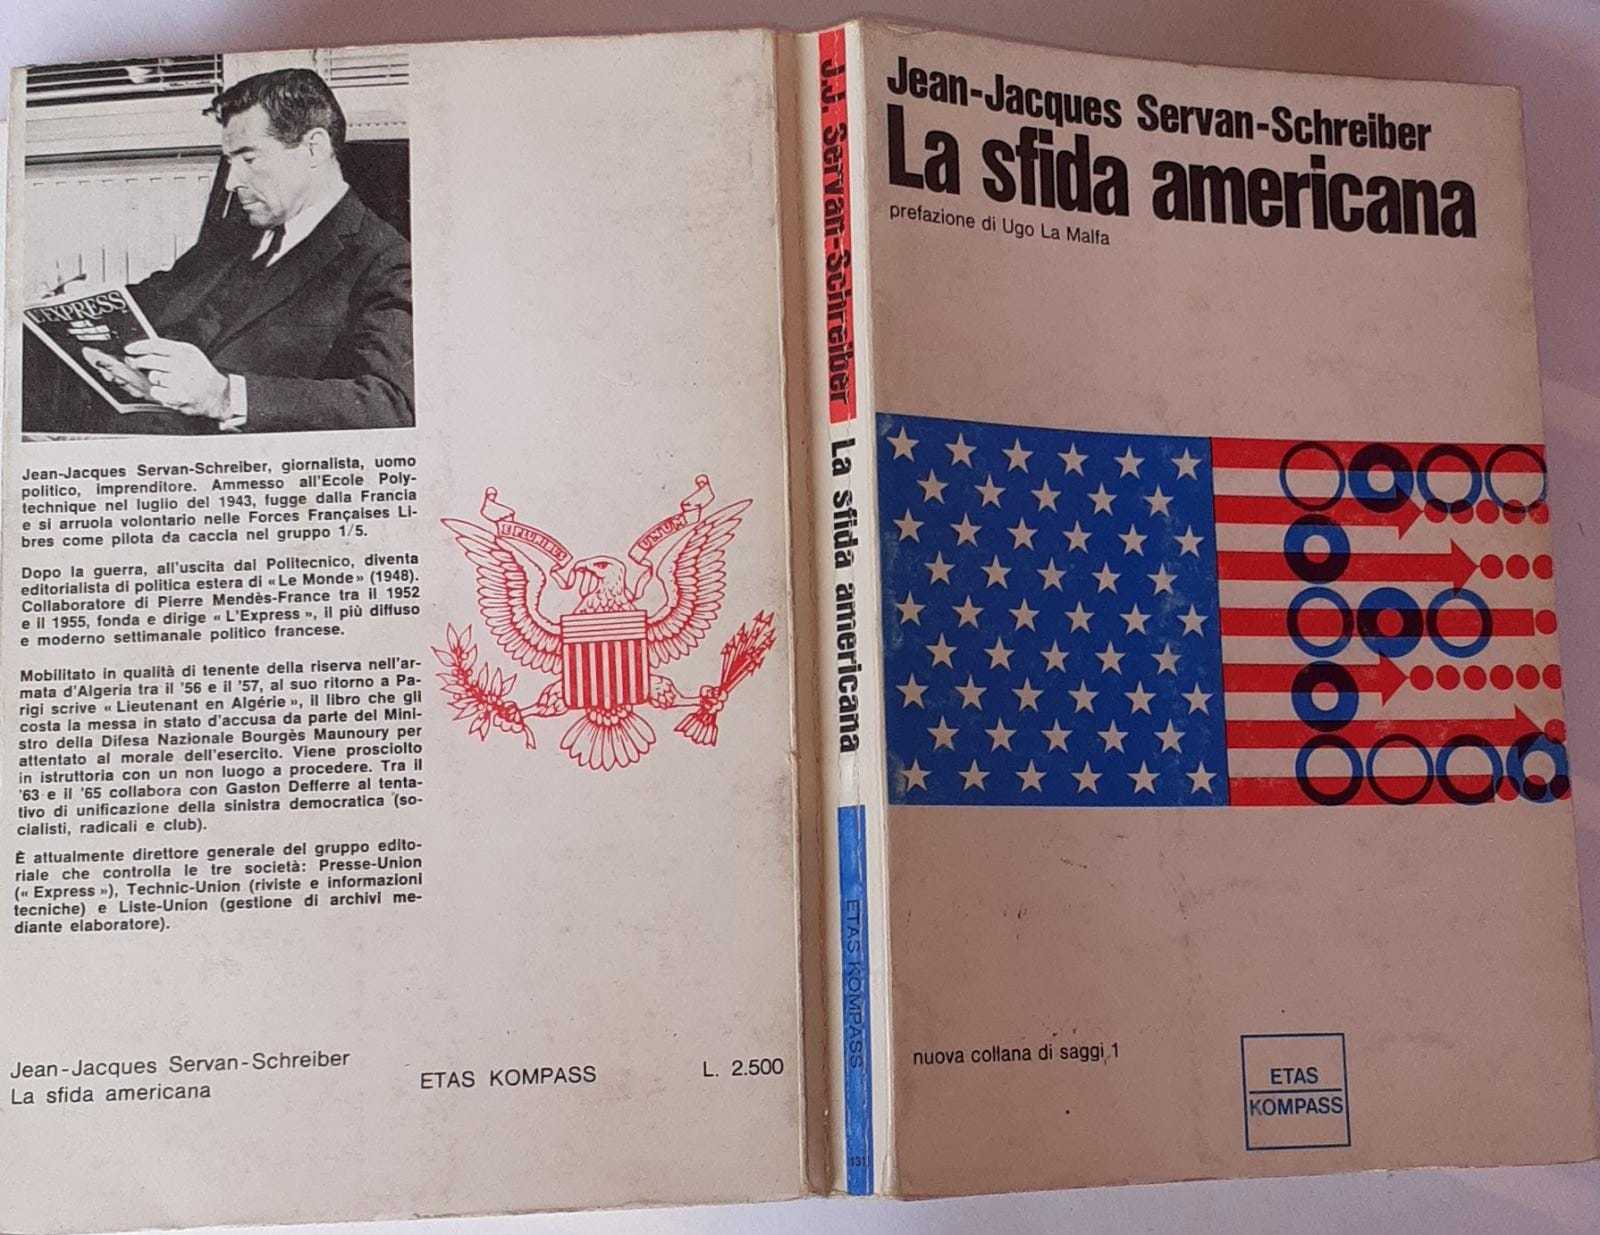 L'EXPRESS
Jean-Jacques Servan-Schreiber, giornalista, uomo
politico, imprenditore. Ammesso all'Ecole Poly-
technique nel luglio del 1943, fugge dalla Francia
e si arruola volontario nelle Forces Françaises Li-
bres come pilota da caccia nel gruppo 1/5.
Dopo la guerra, all'uscita dal Politecnico, diventa
editorialista di politica estera di « Le Monde » (1948).
Collaboratore di Pierre Mendès-France tra il 1952
e il 1955, fonda e dirige « L'Express », il più diffuso
e moderno settimanale politico francese.
Mobilitato in qualità di tenente della riserva nell'ar-
mata d'Algeria tra il '56 e il '57, al suo ritorno a Pa-
rigi scrive « Lieutenant en Algérie », il libro che gli
costa la messa in stato d'accusa da parte del Mini-
stro della Difesa Nazionale Bourgès Maunoury per
attentato al morale dell'esercito. Viene prosciolto
in istruttoria con un non luogo a procedere. Tra il
'63 e il '65 collabora con Gaston Defferre al tenta-
tivo di unificazione della sinistra democratica (so-
cialisti, radicali e club).
È attualmente direttore generale del gruppo edito-
riale che controlla le tre società: Presse-Union
(« Express »), Technic-Union (riviste e informazioni
tecniche) e Liste-Union (gestione di archivi me-
diante elaboratore).
E PLURIBUS
UNUM
Jean-Jacques Servan-Schreiber
La sfida americana
ETAS KOMPASS
L. 2.500
J.J. Servan-Schreiber La sfida americana
ETAS KOMPASS
131
Jean-Jacques Servan-Schreiber
La sfida americana
prefazione di Ugo La Malfa
nuova collana di saggi 1
ETAS
KOMPASS